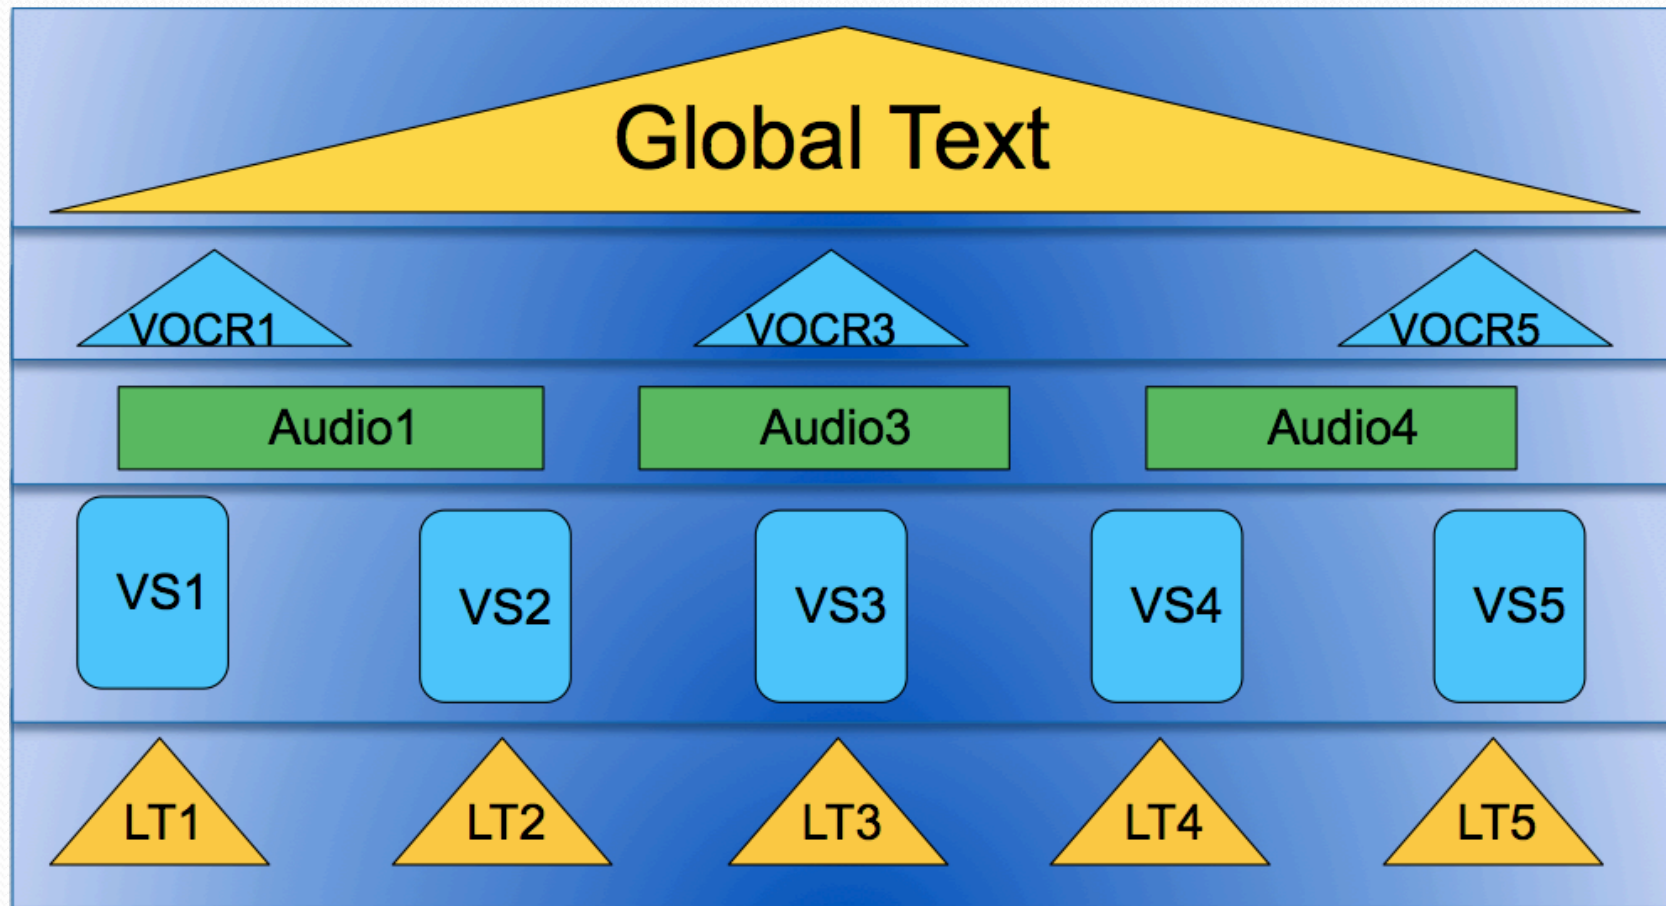 Global Text
VOCR1 VOCR3 VOCR5
Audio1 Audio3 Audio4
VS1 VS2 VS3 VS4 VS5
LT1 LT2 LT3 LT4 LT5